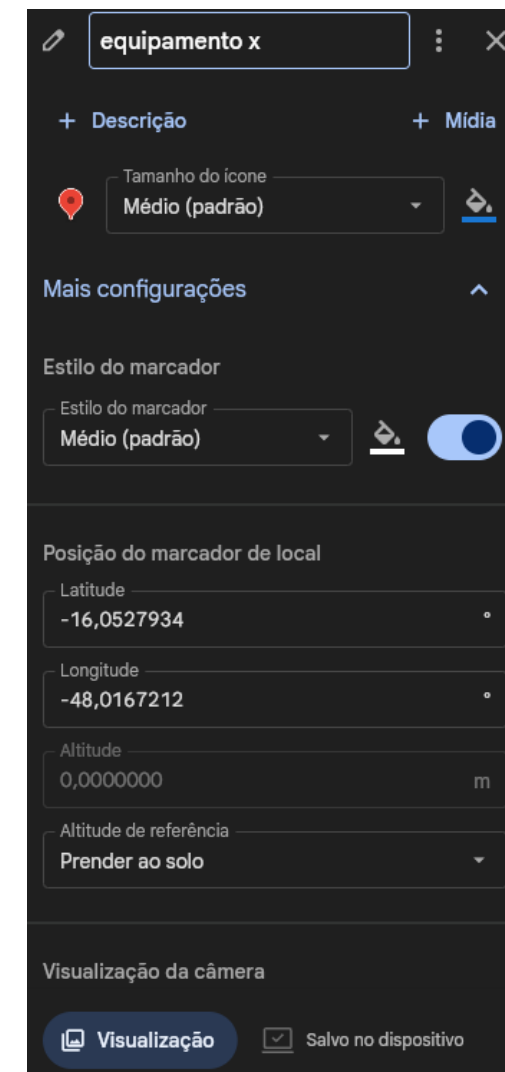 equipamento x
+ Descrição + Mídia
Tamanho do ícone
Médio (padrão)
Mais configurações
Estilo do marcador
Estilo do marcador
Médio (padrão)
Posição do marcador de local
Latitude
-16,0527934 °
Longitude
-48,0167212 °
Altitude
0,0000000 m
Altitude de referência
Prender ao solo
Visualização da câmera
Visualização Salvo no dispositivo